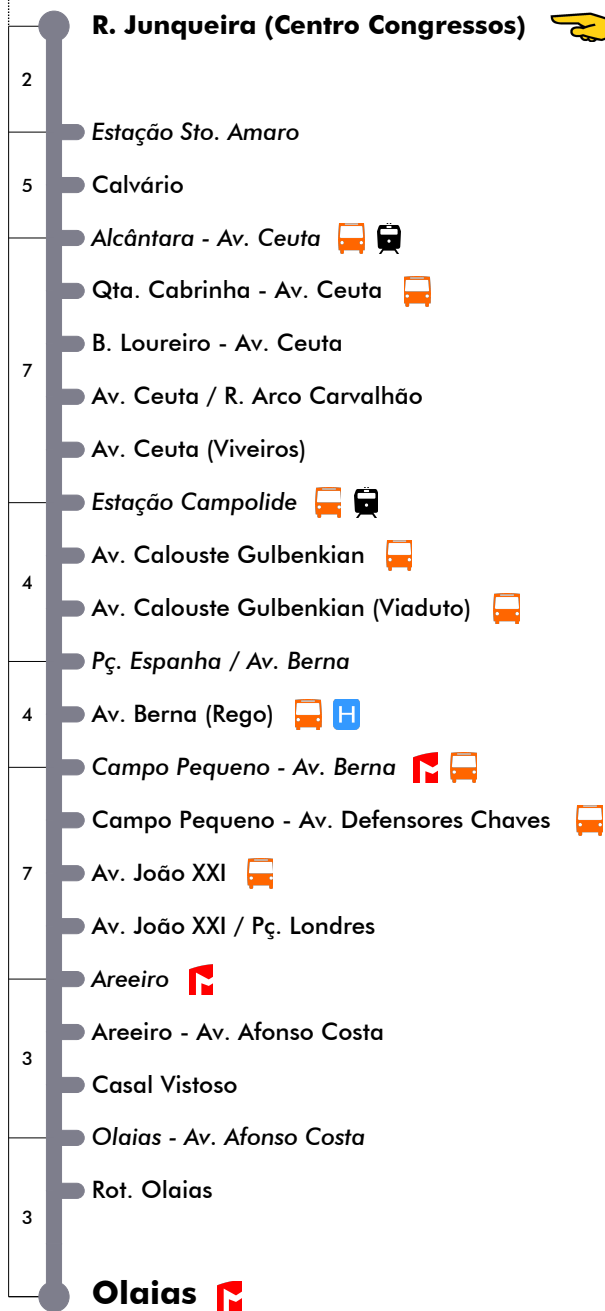 R. Junqueira (Centro Congressos)
2
Estação Sto. Amaro
5
Calvário
Alcântara - Av. Ceuta
Qta. Cabrinha - Av. Ceuta
B. Loureiro - Av. Ceuta
7
Av. Ceuta / R. Arco Carvalhão
Av. Ceuta (Viveiros)
Estação Campolide
Av. Calouste Gulbenkian
4
Av. Calouste Gulbenkian (Viaduto)
Pç. Espanha / Av. Berna
4
Av. Berna (Rego) H
Campo Pequeno - Av. Berna
Campo Pequeno - Av. Defensores Chaves
7
Av. João XXI
Av. João XXI / Pç. Londres
Areeiro
Areeiro - Av. Afonso Costa
3
Casal Vistoso
Olaias - Av. Afonso Costa
Rot. Olaias
3
Olaias